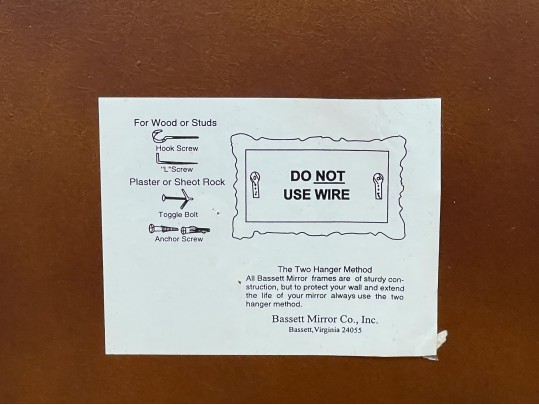 For Wood or Studs
Hook Screw
"L"Screw
Plaster or Sheot Rock
Toggle Bolt
Anchor Screw
DO NOT
USE WIRE
The Two Hanger Method
All Bassett Mirror frames are of sturdy con-
struction, but to protect your wall and extend
the life of your mirror always use the two
hanger method.
Bassett Mirror Co., Inc.
Bassett, Virginia 24055